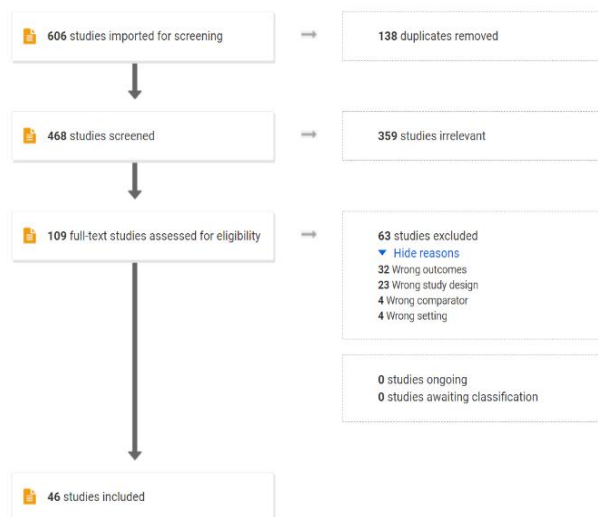 606 studies imported for screening
138 duplicates removed
468 studies screened
359 studies irrelevant
109 full-text studies assessed for eligibility
63 studies excluded
Hide reasons
32 Wrong outcomes
23 Wrong study design
4 Wrong comparator
4 Wrong setting
0 studies ongoing
0 studies awaiting classification
46 studies included